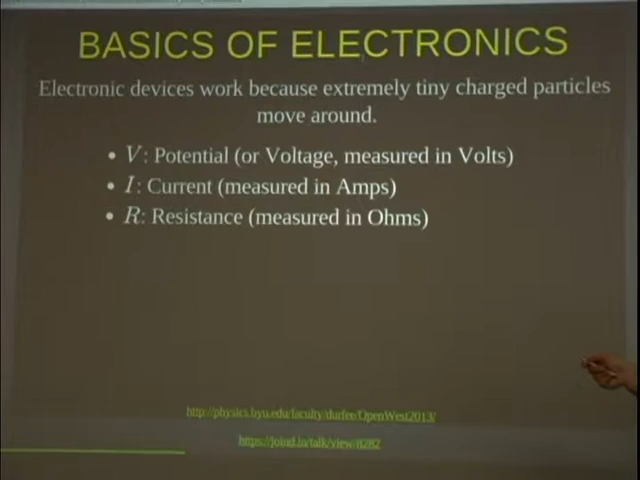 BASICS OF ELECTRONICS
Electronic devices work because extremely tiny charged particles
move around.
• V: Potential (or Voltage, measured in Volts)
• I: Current (measured in Amps)
• R: Resistance (measured in Ohms)
http://physics.byu.edu/faculty/durfee/OpenWest2013/
https://joind.in/talk/view/8282